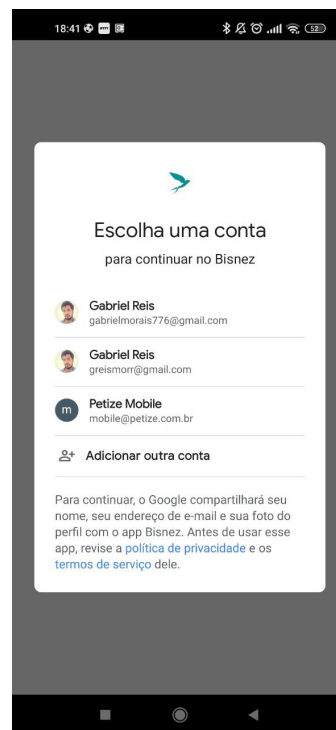 18:41
52
Escolha uma conta
para continuar no Bisnez
Gabriel Reis
gabrielmorais776@gmail.com
Gabriel Reis
greismorr@gmail.com
m
Petize Mobile
mobile@petize.com.br
Adicionar outra conta
Para continuar, o Google compartilhará seu
nome, seu endereço de e-mail e sua foto do
perfil com o app Bisnez. Antes de usar esse
app, revise a política de privacidade e os
termos de serviço dele.